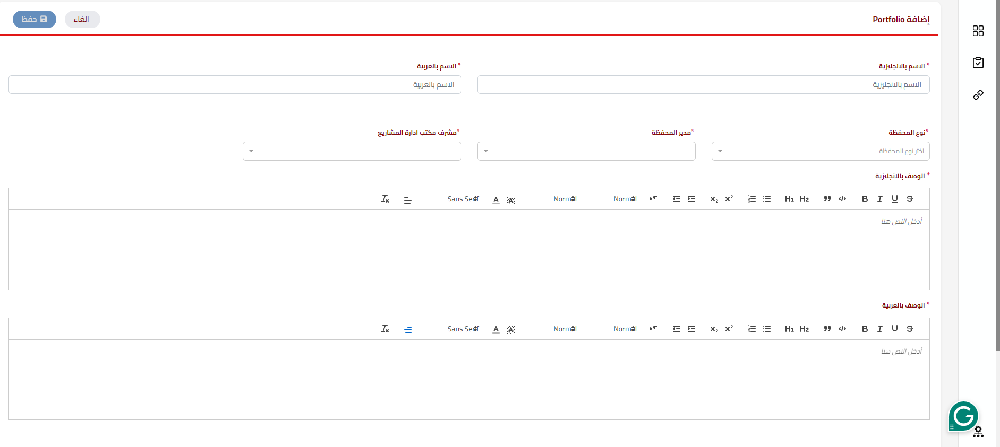 إضافة Portfolio
الغاء
حفظ
* الاسم بالانجليزية
* الاسم بالعربية
الاسم بالانجليزية
الاسم بالعربية
*نوع المحفظة
*مدير المحفظة
*مشرف مكتب ادارة المشاريع
اختر نوع المحفظة
* الوصف بالانجليزية
Sans Serif Normal Normal H1 H2
أدخل النص هنا
* الوصف بالعربية
Sans Serif Normal Normal H1 H2
أدخل النص هنا